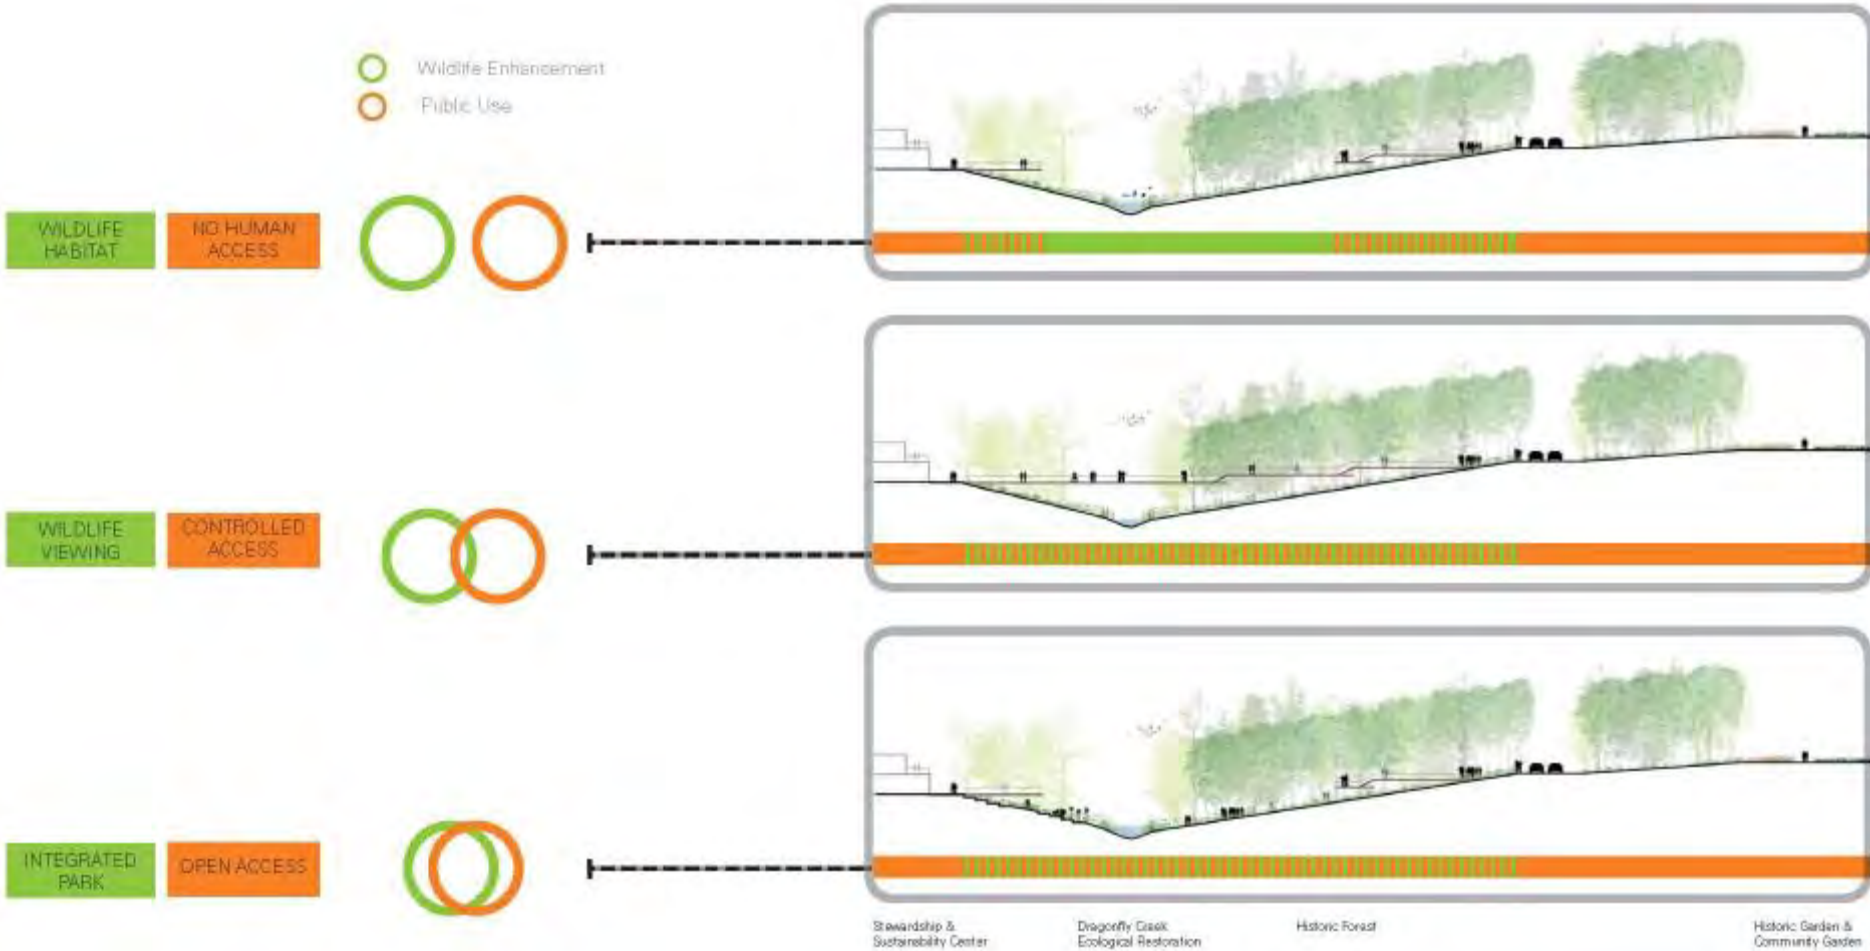 Wildlife Enhancement
Public Use
WILDLIFE
HABITAT
NO HUMAN
ACCESS
WILDLIFE
VIEWING
CONTROLLED
ACCESS
INTEGRATED
PARK
OPEN ACCESS
Stewardship &
Sustainability Center
Dragonfly Creek
Ecological Restoration
Historic Forest
Historic Garden &
Community Garden